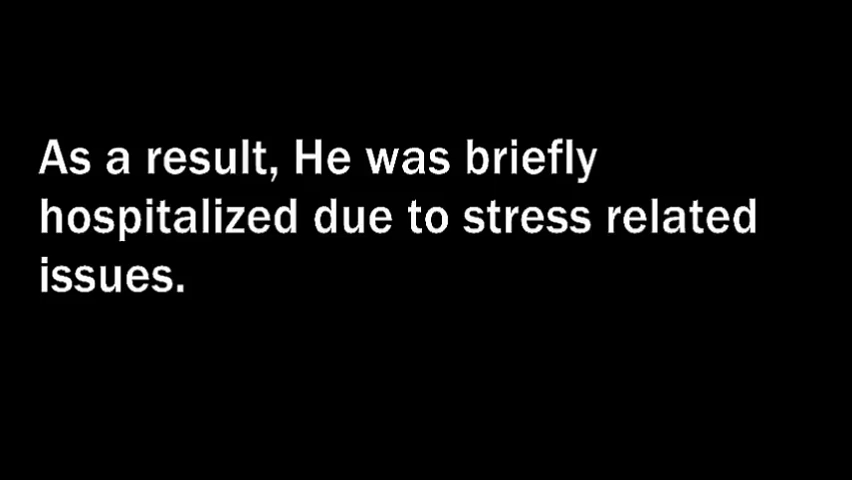 As a result, He was briefly
hospitalized due to stress related
issues.